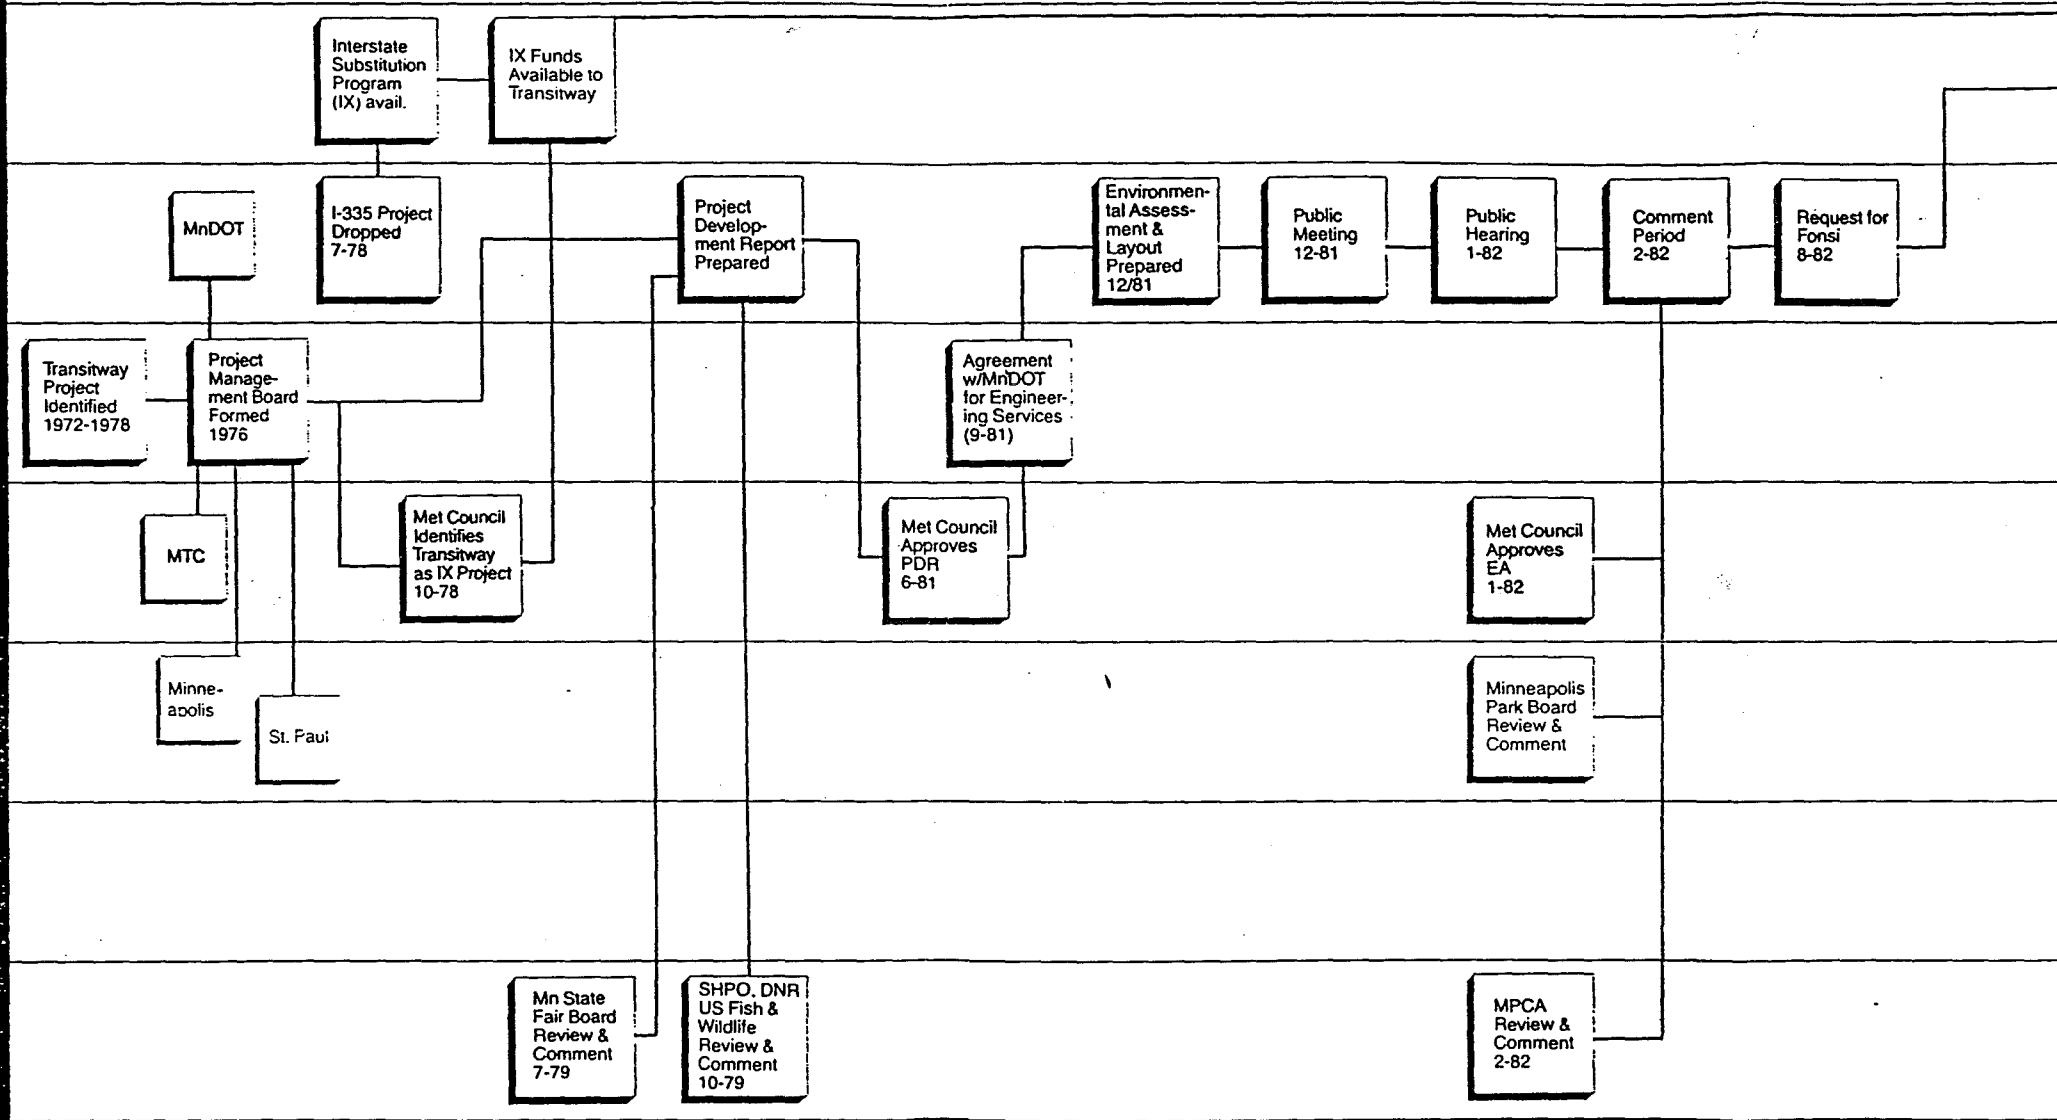 Interstate
Substitution
Program
(IX) avail.
IX Funds
Available to
Transitway
MnDOT
I-335 Project
Dropped
7-78
Project
Develop-
ment Report
Prepared
Environmen-
tal Assess-
ment &
Layout
Prepared
12/81
Public
Meeting
12-81
Public
Hearing
1-82
Comment
Period
2-82
Request for
Fonsi
8-82
Transitway
Project
Identified
1972-1978
Project
Manage-
ment Board
Formed
1976
Agreement
w/MnDOT
for Engineer-
ing Services
(9-81)
MTC
Met Council
Identifies
Transitway
as IX Project
10-78
Met Council
Approves
PDR
6-81
Met Council
Approves
EA
1-82
Minne-
apolis
St. Paul
Minneapolis
Park Board
Review &
Comment
Mn State
Fair Board
Review &
Comment
7-79
SHPO, DNR
US Fish &
Wildlife
Review &
Comment
10-79
MPCA
Review &
Comment
2-82